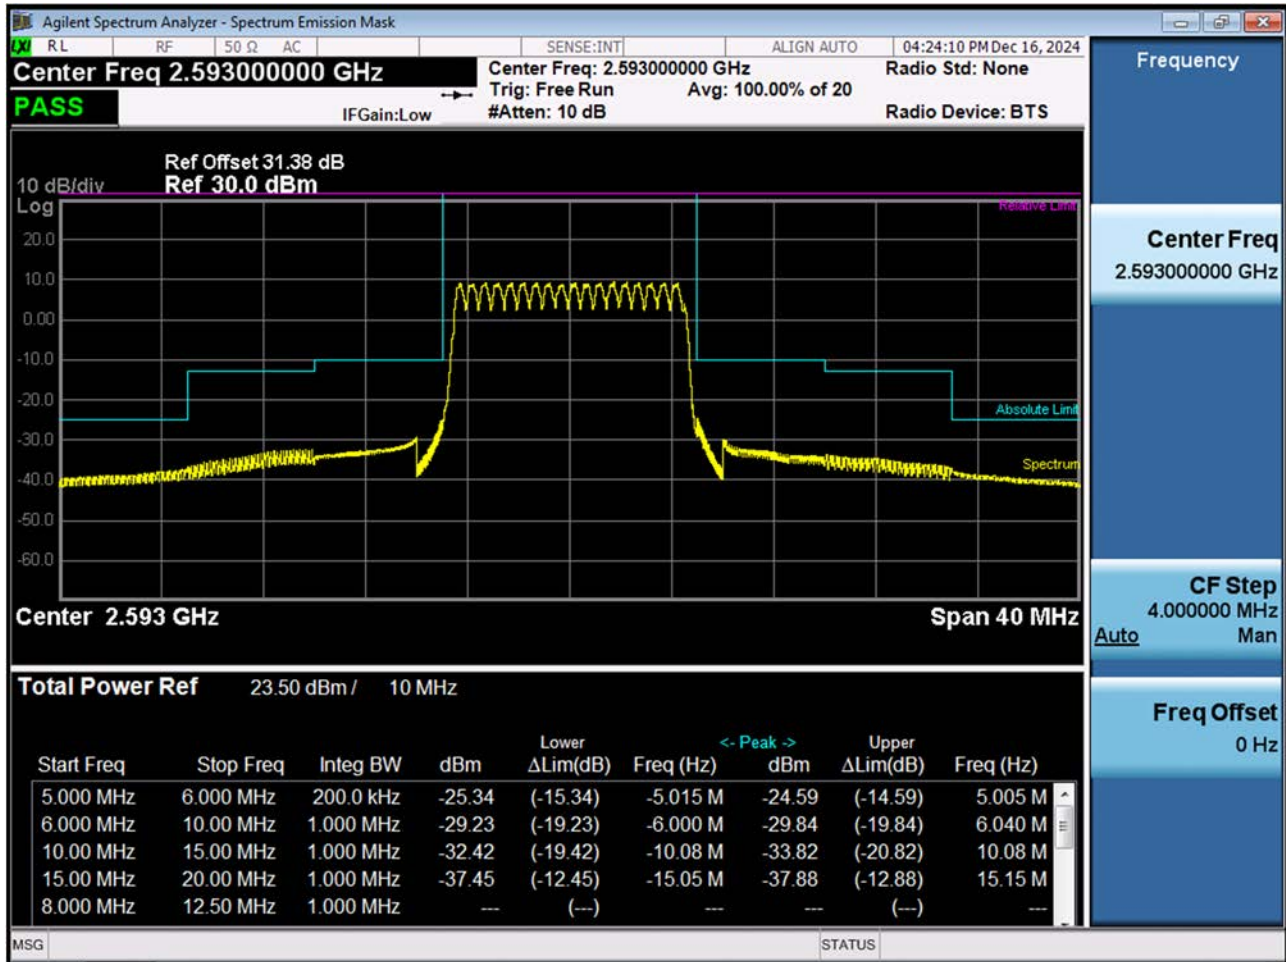 Agilent Spectrum Analyzer - Spectrum Emission Mask
LXI RL RF 50 Ω AC SENSE:INT ALIGN AUTO 04:24:10 PM Dec 16, 2024
Center Freq 2.593000000 GHz
Center Freq: 2.593000000 GHz
Radio Std: None
Trig: Free Run Avg: 100.00% of 20
PASS
IFGain:Low
#Atten: 10 dB
Radio Device: BTS
Ref Offset 31.38 dB
10 dB/div Ref 30.0 dBm
Log
Relative Limit
20.0
10.0
0.00
-10.0
-20.0
Absolute Limit
-30.0
Spectrum
-40.0
-50.0
-60.0
Center 2.593 GHz Span 40 MHz
Total Power Ref 23.50 dBm / 10 MHz
Lower <- Peak -> Upper
Start Freq Stop Freq Integ BW dBm ΔLim(dB) Freq (Hz) dBm ΔLim(dB) Freq (Hz)
5.000 MHz 6.000 MHz 200.0 kHz -25.34 (-15.34) -5.015 M -24.59 (-14.59) 5.005 M
6.000 MHz 10.00 MHz 1.000 MHz -29.23 (-19.23) -6.000 M -29.84 (-19.84) 6.040 M
10.00 MHz 15.00 MHz 1.000 MHz -32.42 (-19.42) -10.08 M -33.82 (-20.82) 10.08 M
15.00 MHz 20.00 MHz 1.000 MHz -37.45 (-12.45) -15.05 M -37.88 (-12.88) 15.15 M
8.000 MHz 12.50 MHz 1.000 MHz --- (---) --- --- (---) ---
MSG STATUS
Frequency
Center Freq
2.593000000 GHz
CF Step
4.000000 MHz
Auto Man
Freq Offset
0 Hz